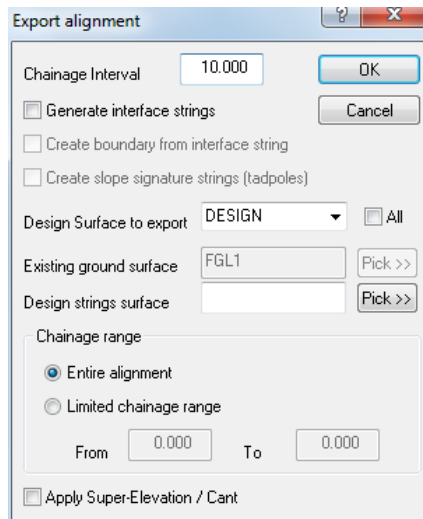 Export alignment
Chainage Interval 10.000 OK
Generate interface strings Cancel
Create boundary from interface string
Create slope signature strings (tadpoles)
Design Surface to export DESIGN All
Existing ground surface FGL1 Pick >>
Design strings surface Pick >>
Chainage range
Entire alignment
Limited chainage range
From 0.000 To 0.000
Apply Super-Elevation / Cant